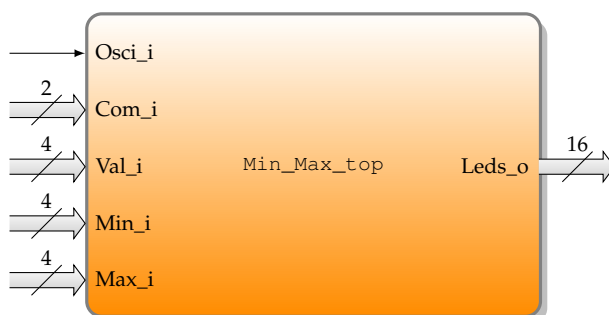 Osci_i
2
Com_i
4
Val_i
Min_Max_top
Leds_o
16
4
Min_i
4
Max_i